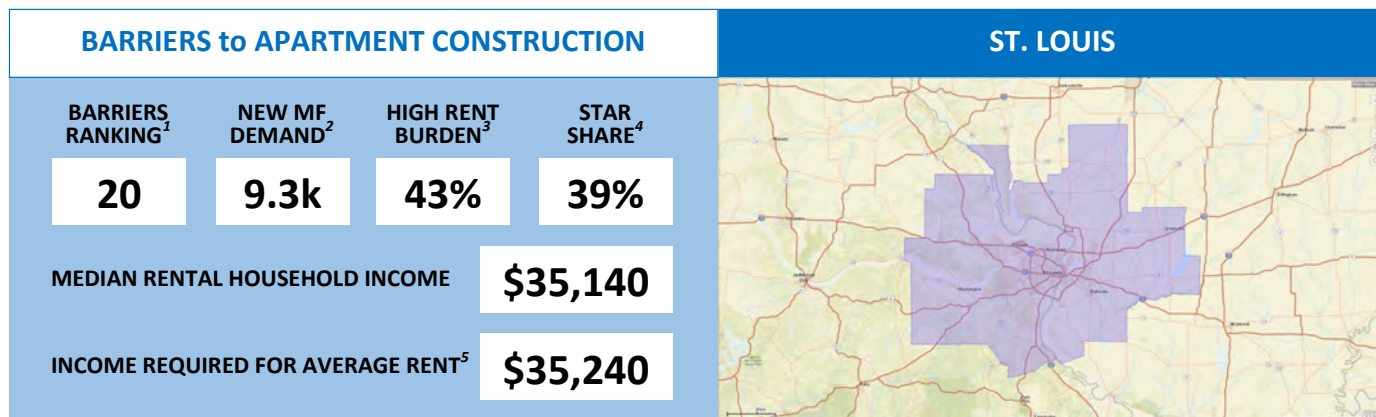 BARRIERS to APARTMENT CONSTRUCTION
ST. LOUIS
BARRIERS
RANKING1
NEW MF
DEMAND2
HIGH RENT
BURDEN3
STAR
SHARE4
20
9.3k
43%
39%
MEDIAN RENTAL HOUSEHOLD INCOME
$35,140
INCOME REQUIRED FOR AVERAGE RENT5
$35,240